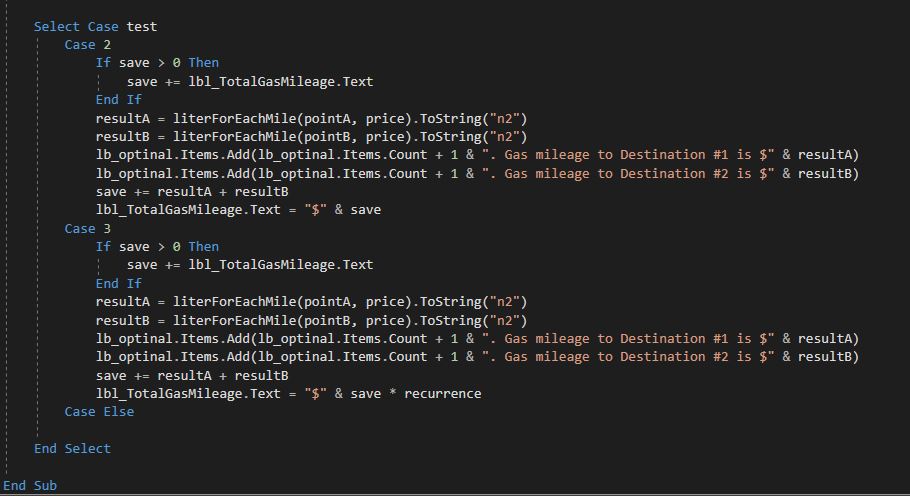 Select Case test
Case 2
If save > 0 Then
save += lbl_TotalGasMileage.Text
End If
resultA = literForEachMile(pointA, price).ToString("n2")
resultB = literForEachMile(pointB, price).ToString("n2")
lb_optinal.Items.Add(lb_optinal.Items.Count + 1 & ". Gas mileage to Destination #1 is $" & resultA)
lb_optinal.Items.Add(lb_optinal.Items.Count + 1 & ". Gas mileage to Destination #2 is $" & resultB)
save += resultA + resultB
lbl_TotalGasMileage.Text = "$" & save
Case 3
If save > 0 Then
save += lbl_TotalGasMileage.Text
End If
resultA = literForEachMile(pointA, price).ToString("n2")
resultB = literForEachMile(pointB, price).ToString("n2")
lb_optinal.Items.Add(lb_optinal.Items.Count + 1 & ". Gas mileage to Destination #1 is $" & resultA)
lb_optinal.Items.Add(lb_optinal.Items.Count + 1 & ". Gas mileage to Destination #2 is $" & resultB)
save += resultA + resultB
lbl_TotalGasMileage.Text = "$" & save * recurrence
Case Else
End Select
End Sub